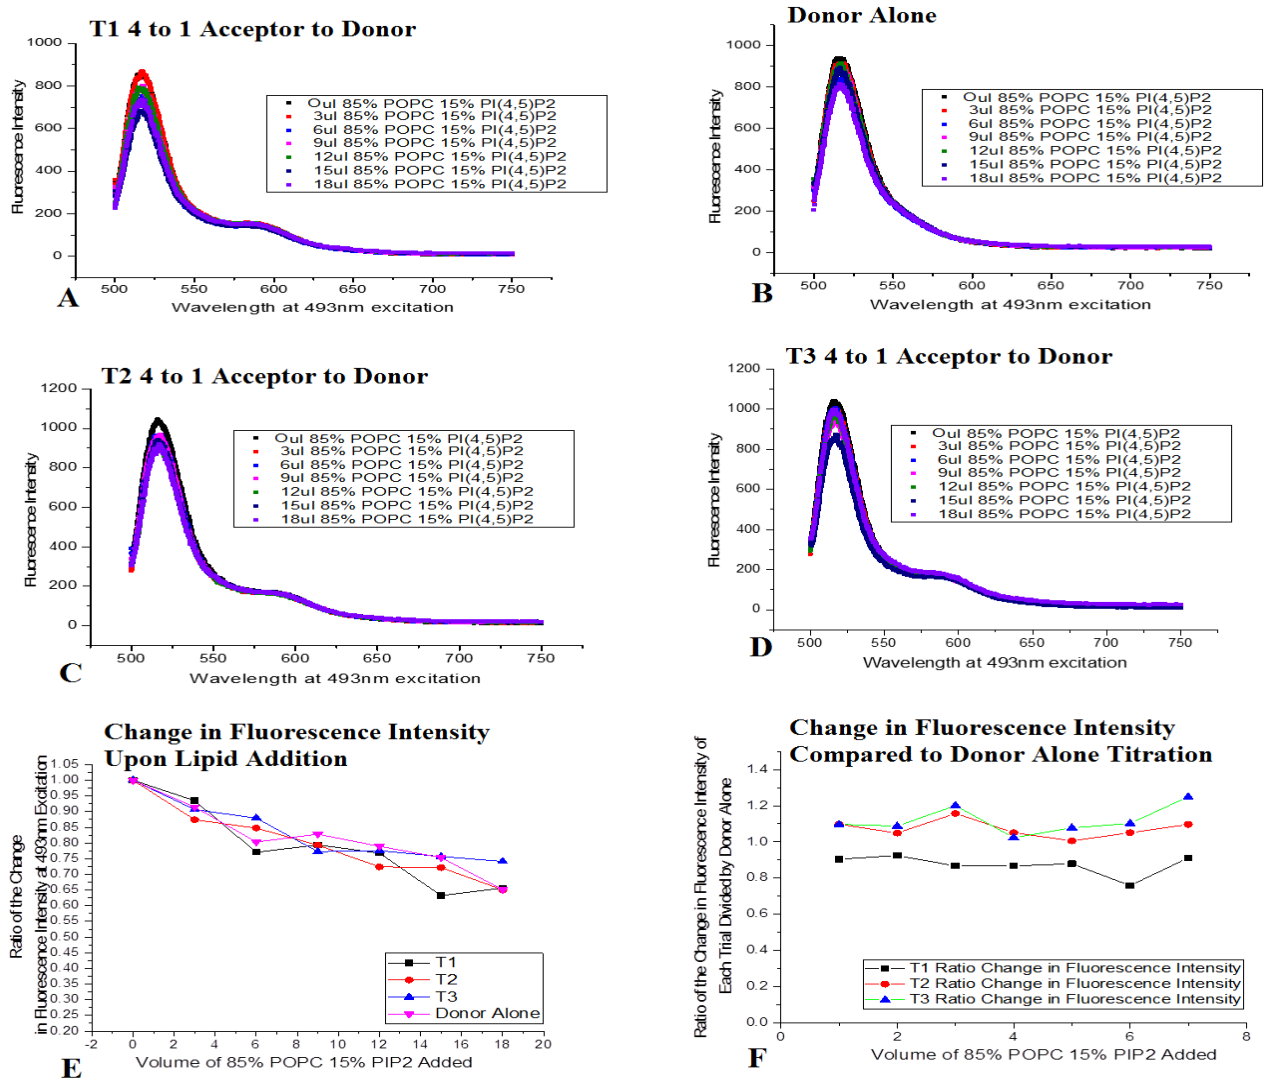 T1 4 to 1 Acceptor to Donor
1000
800
600
400
200
0
Fluorescence Intensity
Oul 85% POPC 15% PI(4,5)P2
3ul 85% POPC 15% PI(4,5)P2
6ul 85% POPC 15% PI(4,5)P2
9ul 85% POPC 15% PI(4,5)P2
12ul 85% POPC 15% PI(4,5)P2
15ul 85% POPC 15% PI(4,5)P2
18ul 85% POPC 15% PI(4,5)P2
500 550 600 650 700 750
Wavelength at 493nm excitation
A
Donor Alone
1000
800
600
400
200
0
Fluorescence Intensity
Oul 85% POPC 15% PI(4,5)P2
3ul 85% POPC 15% PI(4,5)P2
6ul 85% POPC 15% PI(4,5)P2
9ul 85% POPC 15% PI(4,5)P2
12ul 85% POPC 15% PI(4,5)P2
15ul 85% POPC 15% PI(4,5)P2
18ul 85% POPC 15% PI(4,5)P2
500 550 600 650 700 750
Wavelength at 493nm excitation
B
T2 4 to 1 Acceptor to Donor
1200
1000
800
600
400
200
0
Fluorescence Intensity
Oul 85% POPC 15% PI(4,5)P2
3ul 85% POPC 15% PI(4,5)P2
6ul 85% POPC 15% PI(4,5)P2
9ul 85% POPC 15% PI(4,5)P2
12ul 85% POPC 15% PI(4,5)P2
15ul 85% POPC 15% PI(4,5)P2
18ul 85% POPC 15% PI(4,5)P2
500 550 600 650 700 750
Wavelength at 493nm excitation
C
T3 4 to 1 Acceptor to Donor
1200
1000
800
600
400
200
0
Fluorescence Intensity
Oul 85% POPC 15% PI(4,5)P2
3ul 85% POPC 15% PI(4,5)P2
6ul 85% POPC 15% PI(4,5)P2
9ul 85% POPC 15% PI(4,5)P2
12ul 85% POPC 15% PI(4,5)P2
15ul 85% POPC 15% PI(4,5)P2
18ul 85% POPC 15% PI(4,5)P2
500 550 600 650 700 750
Wavelength at 493nm excitation
D
Change in Fluorescence Intensity
Upon Lipid Addition
1.05
1.00
0.95
0.90
0.85
0.80
0.75
0.70
0.65
0.60
0.55
0.50
0.45
0.40
0.35
0.30
0.25
0.20
Ratio of the Change
in Fluorescence Intensity at 493nm Excitation
T1
T2
T3
Donor Alone
-2 0 2 4 6 8 10 12 14 16 18 20
Volume of 85% POPC 15% PIP2 Added
E
Change in Fluorescence Intensity
Compared to Donor Alone Titration
1.4
1.2
1.0
0.8
0.6
0.4
0.2
0.0
Ratio of the Change in Fluorescence Intensity of
Each Trial Divided by Donor Alone
T1 Ratio Change in Fluorescence Intensity
T2 Ratio Change in Fluorescence Intensity
T3 Ratio Change in Fluorescence Intensity
0 2 4 6 8
Volume of 85% POPC 15% PIP2 Added
F